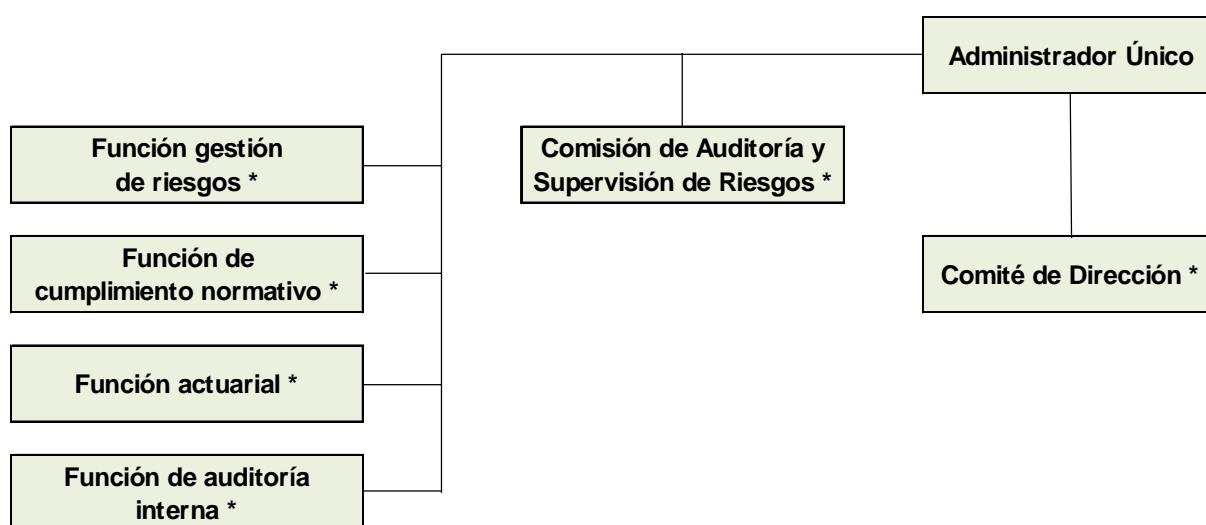 Administrador Único
Función gestión
de riesgos *
Comisión de Auditoría y
Supervisión de Riesgos *
Función de
cumplimiento normativo *
Comité de Dirección *
Función actuarial *
Función de auditoría
interna *